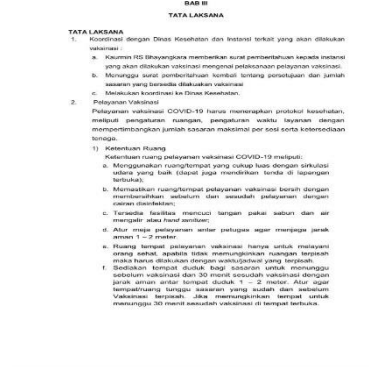 BAB III
TATA LAKSANA
TATA LAKSANA
1. Koordinasi dengan Dinas Kesehatan dan Instansi terkait yang akan dilakukan
vaksinasi :
a. Kaurmin RS Bhayangkara memberikan surat pemberitahuan kepada instansi
yang akan dilakukan vaksinasi mengenai pelaksanaan pelayanan vaksinasi.
b. Menunggu surat pemberitahuan kembali tentang persetujuan dan jumlah
sasaran yang bersedia dilakukan vaksinasi
c. Melakukan koordinasi ke Dinas Kesehatan.
2. Pelayanan Vaksinasi
Pelayanan vaksinasi COVID-19 harus menerapkan protokol kesehatan,
meliputi pengaturan ruangan, pengaturan waktu layanan dengan
mempertimbangkan jumlah sasaran maksimal per sesi serta ketersediaan
tenaga.
1) Ketentuan Ruang
Ketentuan ruang pelayanan vaksinasi COVID-19 meliputi:
a. Menggunakan ruang/tempat yang cukup luas dengan sirkulasi
udara yang baik (dapat juga mendirikan tenda di lapangan
terbuka);
b. Memastikan ruang/tempat pelayanan vaksinasi bersih dengan
membersihkan sebelum dan sesudah pelayanan dengan
cairan disinfektan;
c. Tersedia fasilitas mencuci tangan pakai sabun dan air
mengalir atau hand sanitizer;
d. Atur meja pelayanan antar petugas agar menjaga jarak
aman 1 – 2 meter.
e. Ruang tempat pelayanan vaksinasi hanya untuk melayani
orang sehat, apabila tidak memungkinkan ruangan terpisah
maka harus dilakukan dengan waktu/jadwal yang terpisah.
f. Sediakan tempat duduk bagi sasaran untuk menunggu
sebelum vaksinasi dan 30 menit sesudah vaksinasi dengan
jarak aman antar tempat duduk 1 – 2 meter. Atur agar
tempat/ruang tunggu sasaran yang sudah dan sebelum
Vaksinasi terpisah. Jika memungkinkan tempat untuk
menunggu 30 menit sesudah vaksinasi di tempat terbuka.